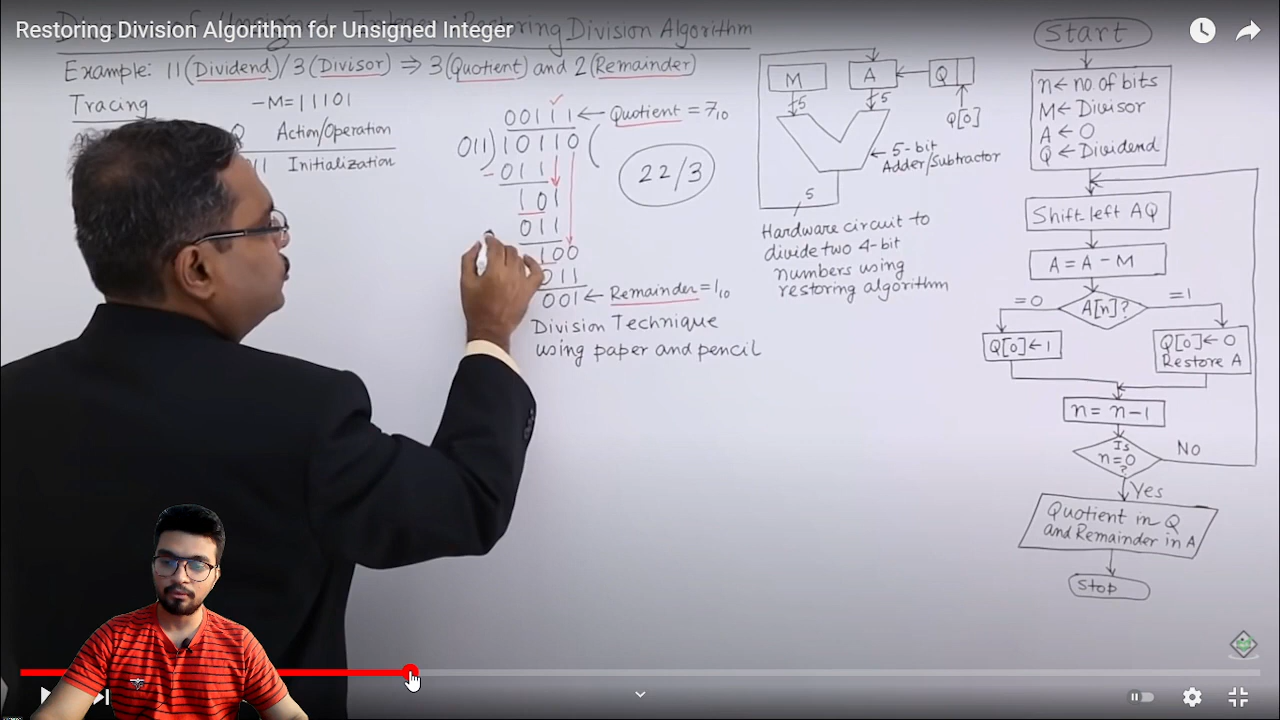 Restoring Division Algorithm for Unsigned Integer
Restoring Division Algorithm
Example: 11(Dividend)/3(Divisor) ⇒ 3(Quotient) and 2(Remainder)
Tracing
-M=11101
Q Action/Operation
11 Initialization
00111 ← Quotient = 7₁₀
011)10110(
-011
101
011
100
011
001 ← Remainder = 1₁₀
22/3
Division Technique
using paper and pencil
M A Q
5 5
Q[0]
5-bit
Adder/Subtractor
5
Hardware circuit to
divide two 4-bit
numbers using
restoring algorithm
Start
n ← no. of bits
M ← Divisor
A ← 0
Q ← Dividend
Shift left AQ
A = A - M
=0 A[n]? =1
Q[0] ← 1
Q[0] ← 0
Restore A
n = n-1
Is
n=0
?
No
Yes
Quotient in Q
and Remainder in A
Stop